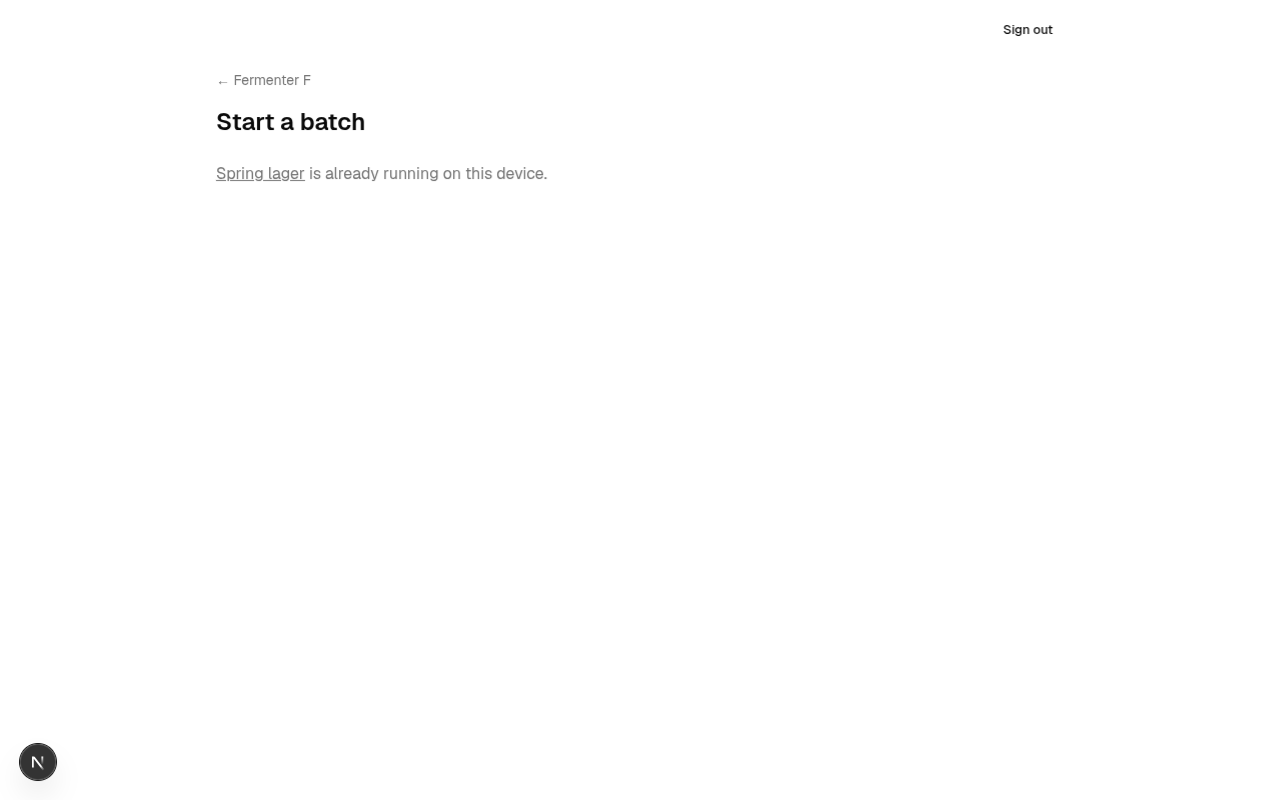 Sign out
← Fermenter F
Start a batch
Spring lager is already running on this device.
N